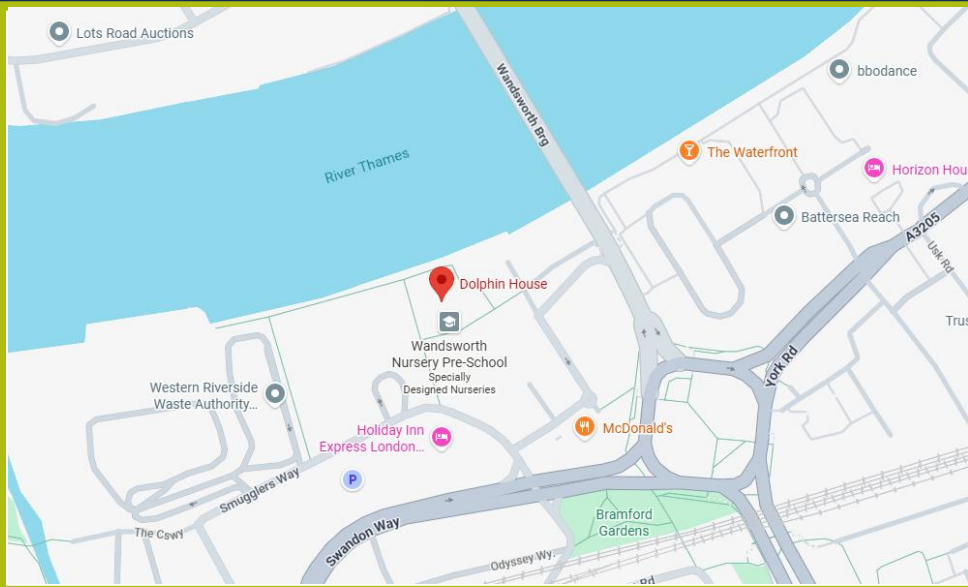 Lots Road Auctions
Wandsworth Brg
bbodance
River Thames
The Waterfront
Horizon Hou
Battersea Reach
A3205
Usk Rd
Dolphin House
Wandsworth
Nursery Pre-School
Specially
Designed Nurseries
Trus
York Rd
Western Riverside
Waste Authority...
Holiday Inn
Express London...
McDonald's
P
Smugglers Way
The Cswy
Swandon Way
Bramford
Gardens
Odyssey Wy.
Rd